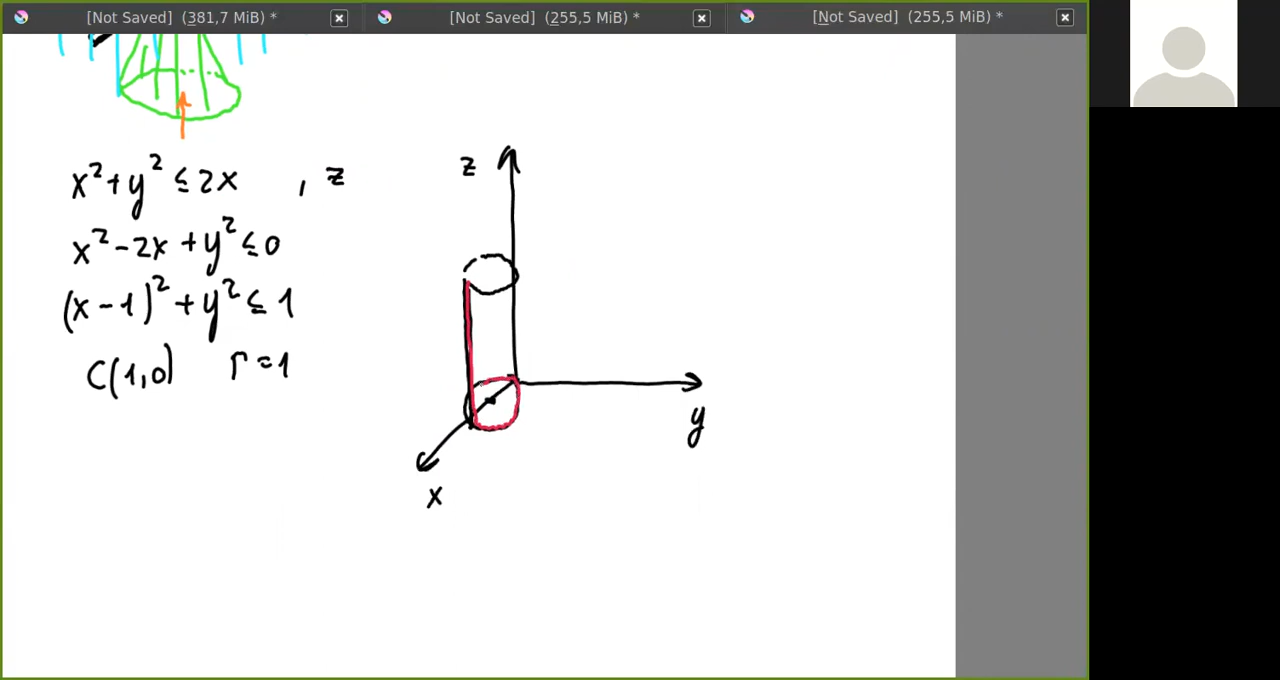 [Not Saved] (381,7 MiB) * × [Not Saved] (255,5 MiB) * × [Not Saved] (255,5 MiB) * ×
x² + y² ≤ 2x , z
x² - 2x + y² ≤ 0
(x - 1)² + y² ≤ 1
C(1,0) r = 1
z
y
x